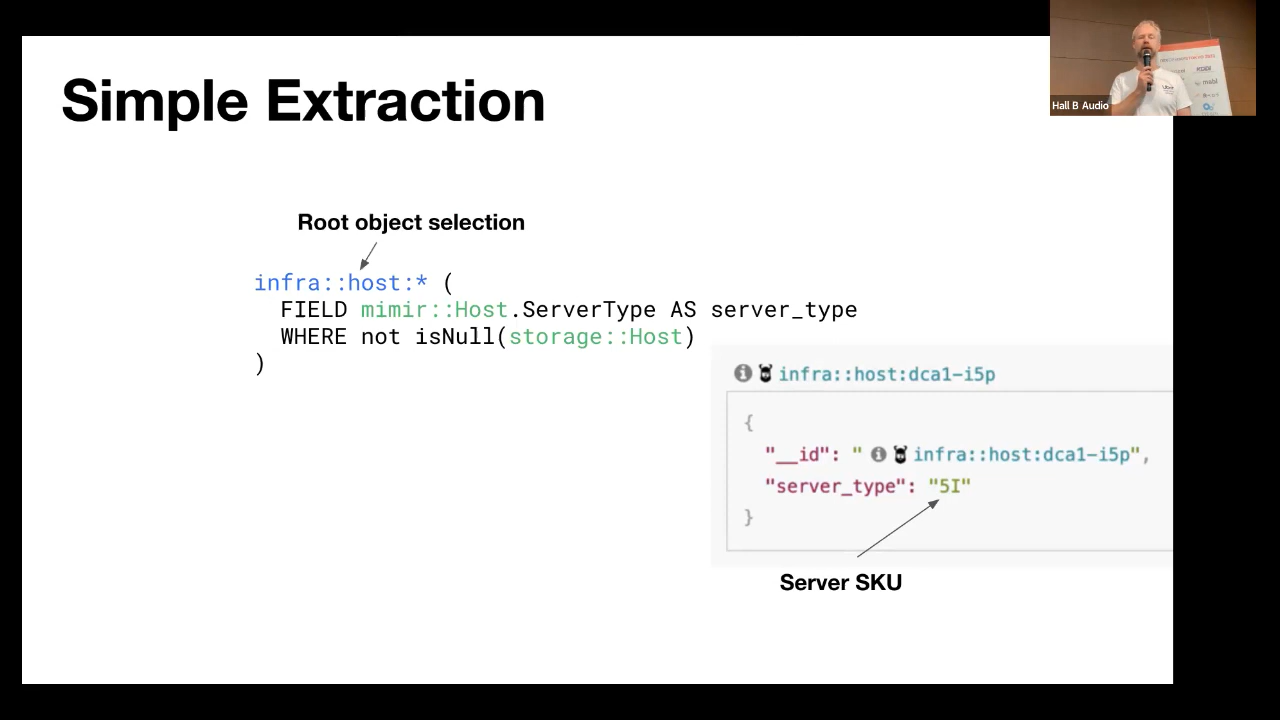 Simple Extraction
Hall B Audio
Root object selection
infra::host:* (
FIELD mimir::Host.ServerType AS server_type
WHERE not isNull(storage::Host)
)
infra::host:dca1-i5p
{
"__id": " infra::host:dca1-i5p",
"server_type": "5I"
}
Server SKU